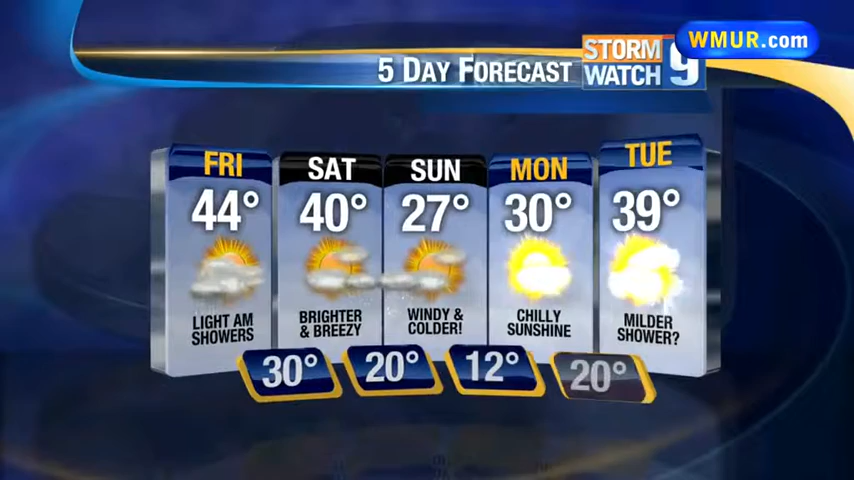 WMUR.com
5 DAY FORECAST
STORM
WATCH 9
FRI
SAT
SUN
MON
TUE
44°
40°
27°
30°
39°
LIGHT AM
SHOWERS
BRIGHTER
& BREEZY
WINDY &
COLDER!
CHILLY
SUNSHINE
MILDER
SHOWER?
30°
20°
12°
20°